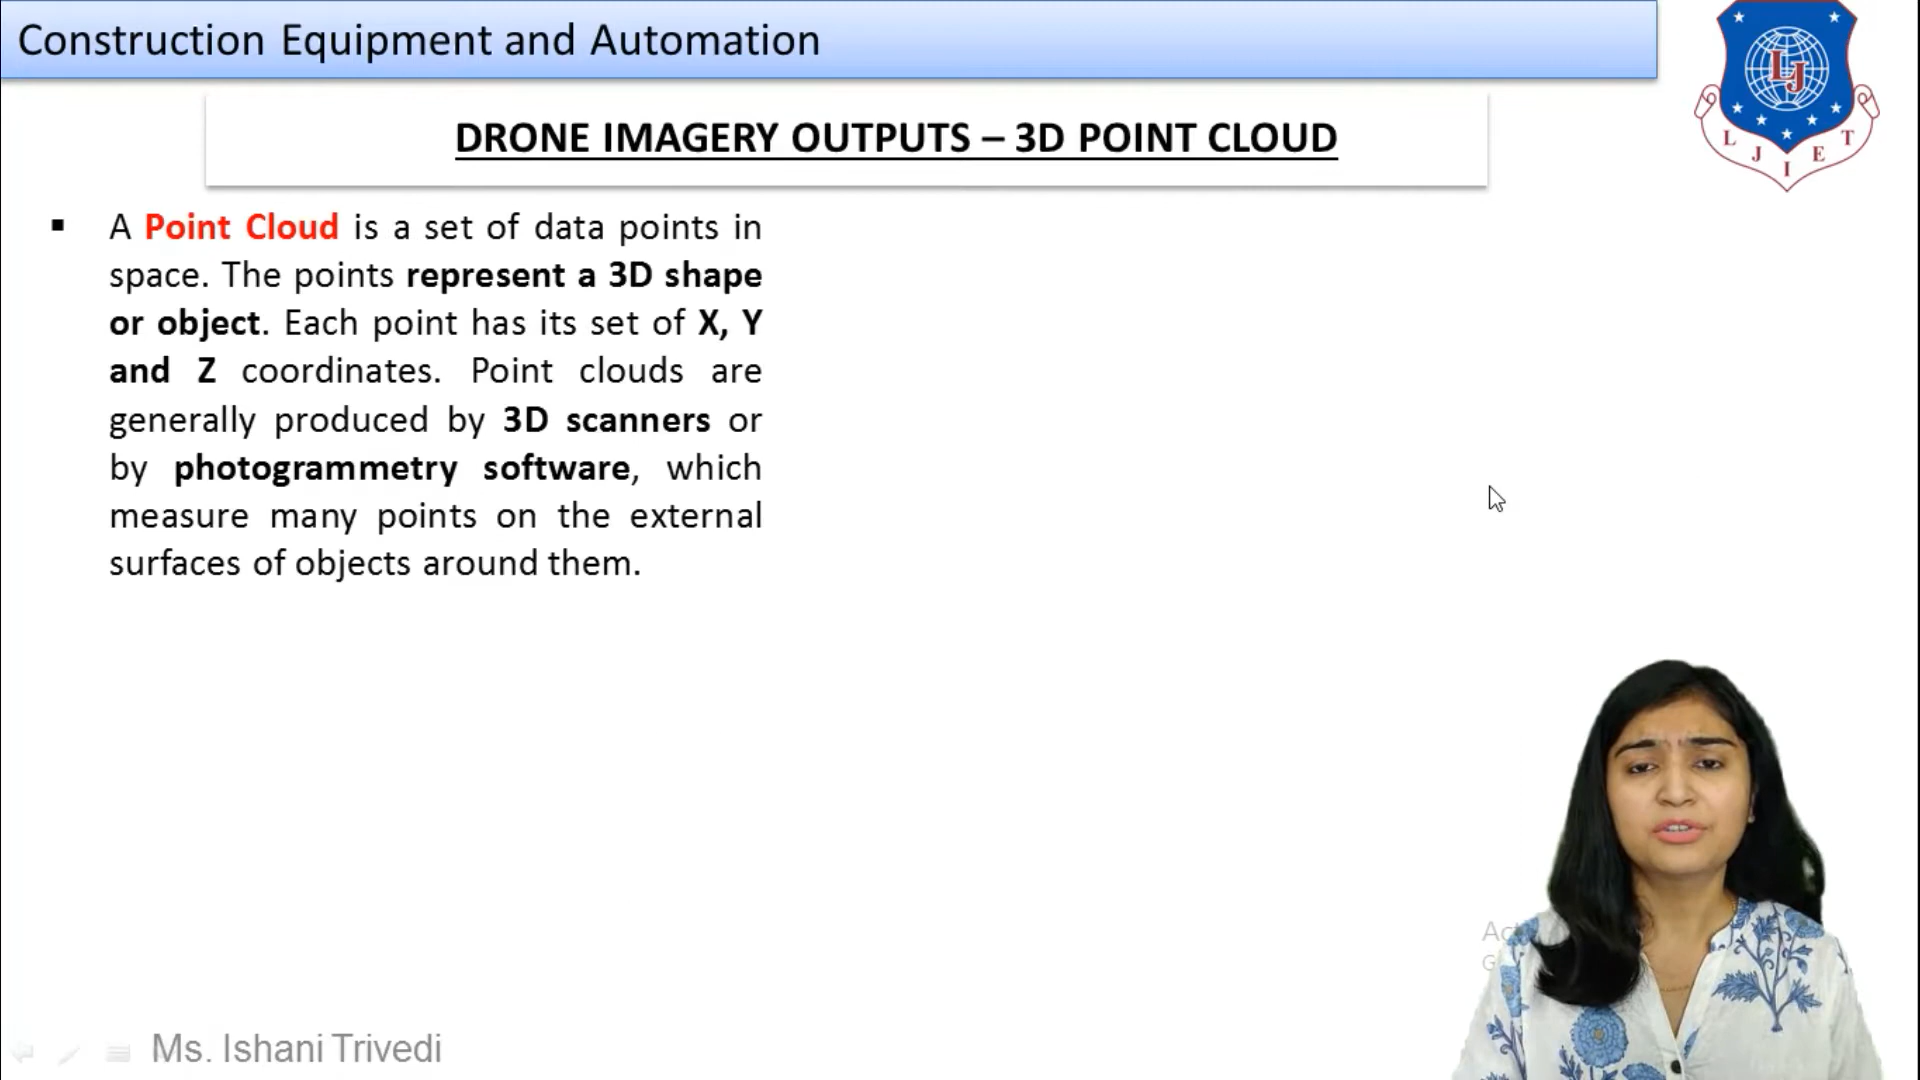 Construction Equipment and Automation
DRONE IMAGERY OUTPUTS – 3D POINT CLOUD
▪ A Point Cloud is a set of data points in
space. The points represent a 3D shape
or object. Each point has its set of X, Y
and Z coordinates. Point clouds are
generally produced by 3D scanners or
by photogrammetry software, which
measure many points on the external
surfaces of objects around them.
LJ
L J I E T
Ms. Ishani Trivedi